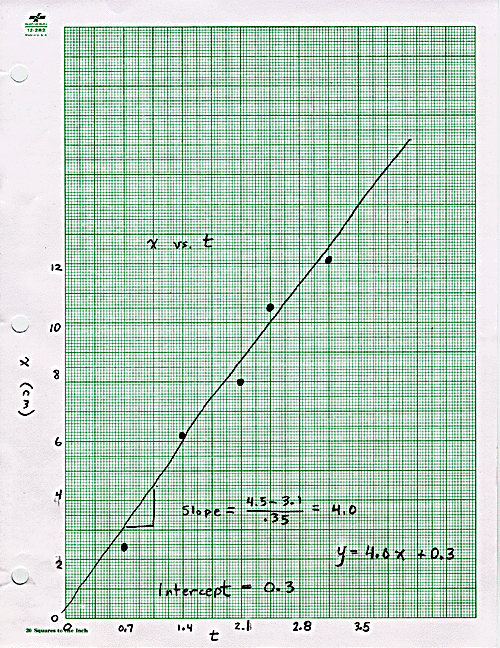 12-282
x vs. t
12
10
8
6
4
2
0
x (cm)
Slope = 4.5 - 3.1 / .35 = 4.0
y = 4.0 x + 0.3
Intercept = 0.3
0 0.7 1.4 2.1 2.8 3.5
t
20 Squares to the Inch